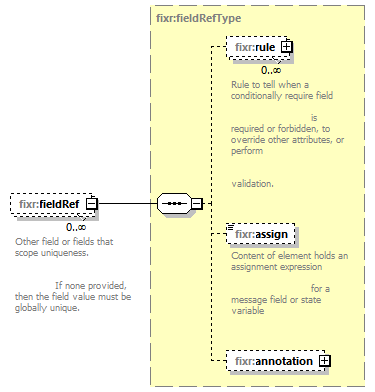 fixr:fieldRefType
fixr:rule
0..∞
Rule to tell when a
conditionally require field
is
required or forbidden, to
override other attributes, or
perform
validation.
fixr:fieldRef
0..∞
Other field or fields that
scope uniqueness.
If none provided,
then the field value must be
globally unique.
fixr:assign
Content of element holds an
assignment expression
for a
message field or state
variable
fixr:annotation